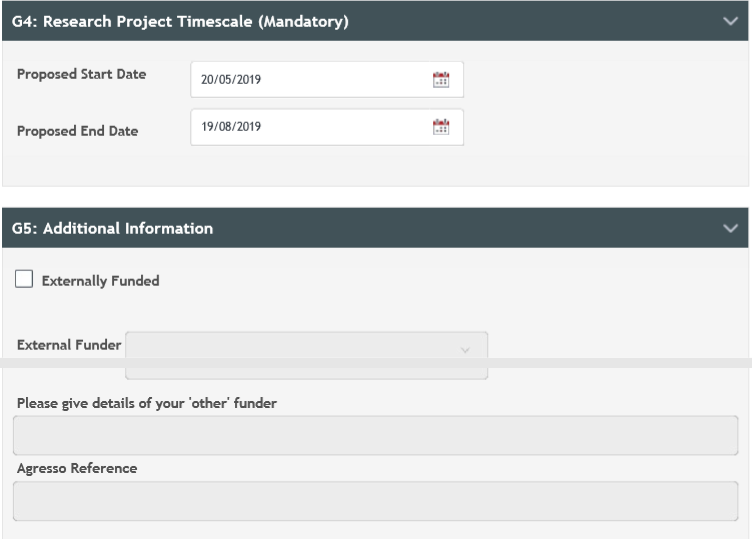 G4: Research Project Timescale (Mandatory)
Proposed Start Date 20/05/2019
Proposed End Date 19/08/2019
G5: Additional Information
Externally Funded
External Funder
Please give details of your 'other' funder
Agresso Reference